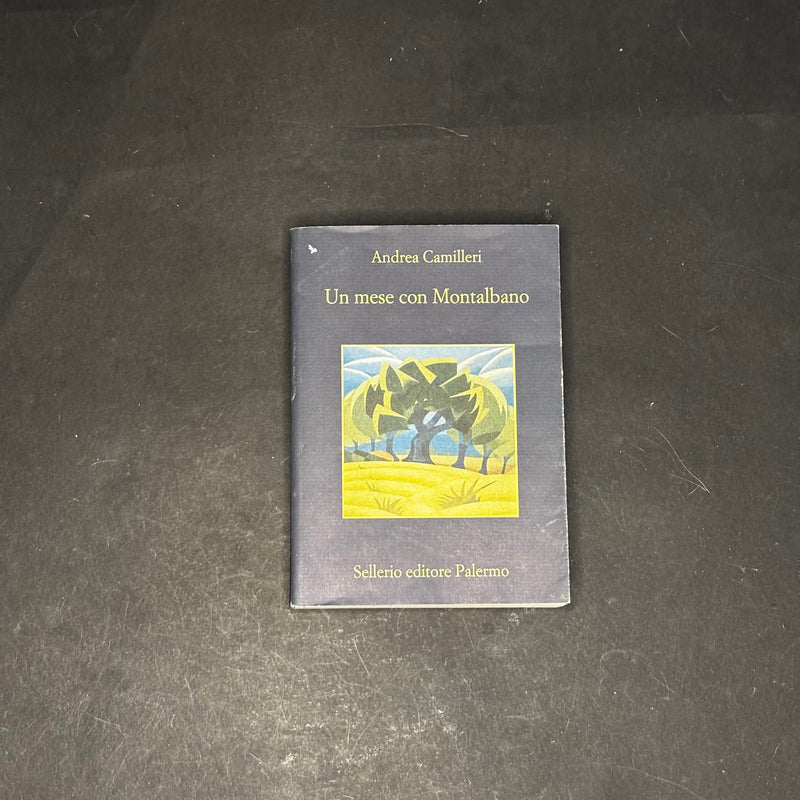 Andrea Camilleri
Un mese con Montalbano
Sellerio editore Palermo